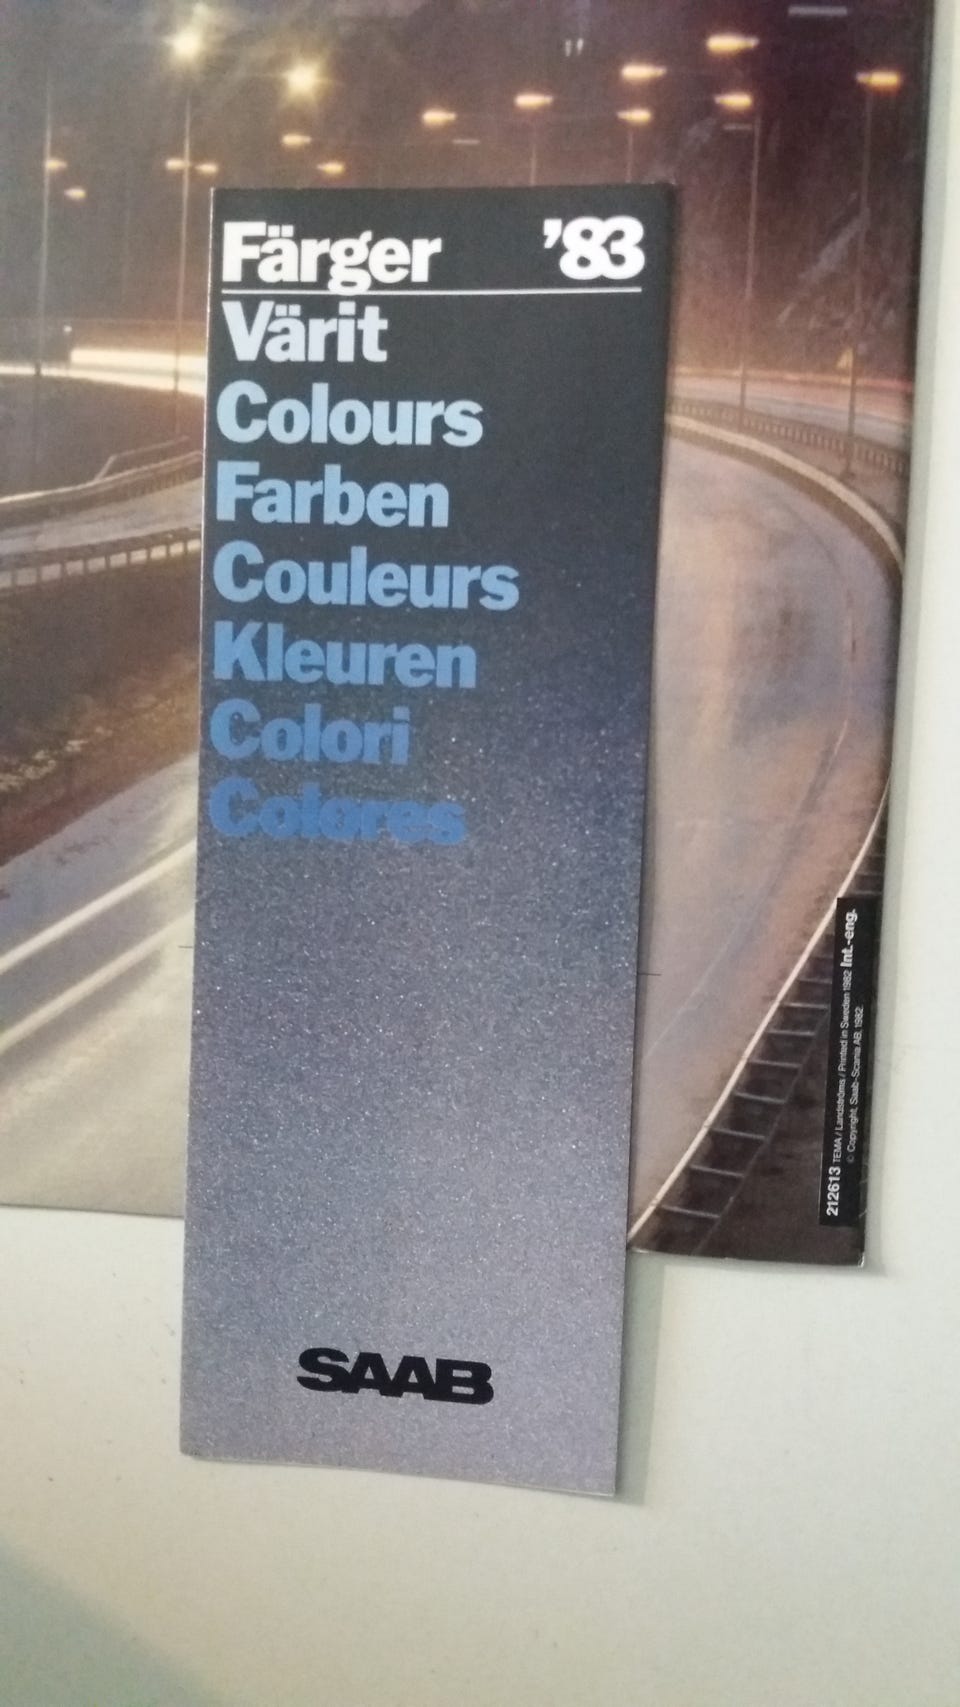 Färger '83
Värit
Colours
Farben
Couleurs
Kleuren
Colori
Colores
SAAB
212613 TEMA / Landströms / Printed in Sweden 1982 Int.-eng.
© Copyright, Saab-Scania AB, 1982.